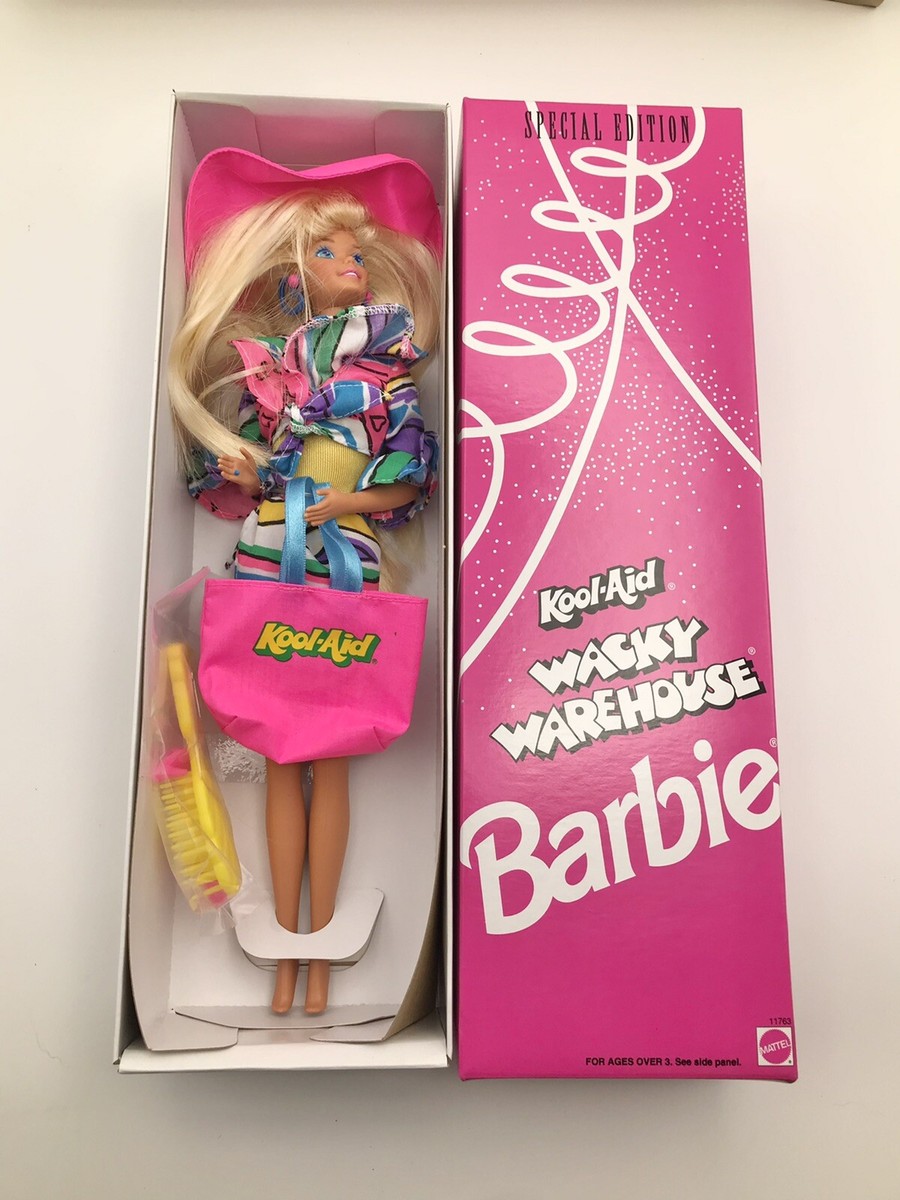 SPECIAL EDITION
Kool-Aid®
WACKY
WAREHOUSE®
Barbie®
Kool-Aid®
11763
MATTEL®
FOR AGES OVER 3. See side panel.